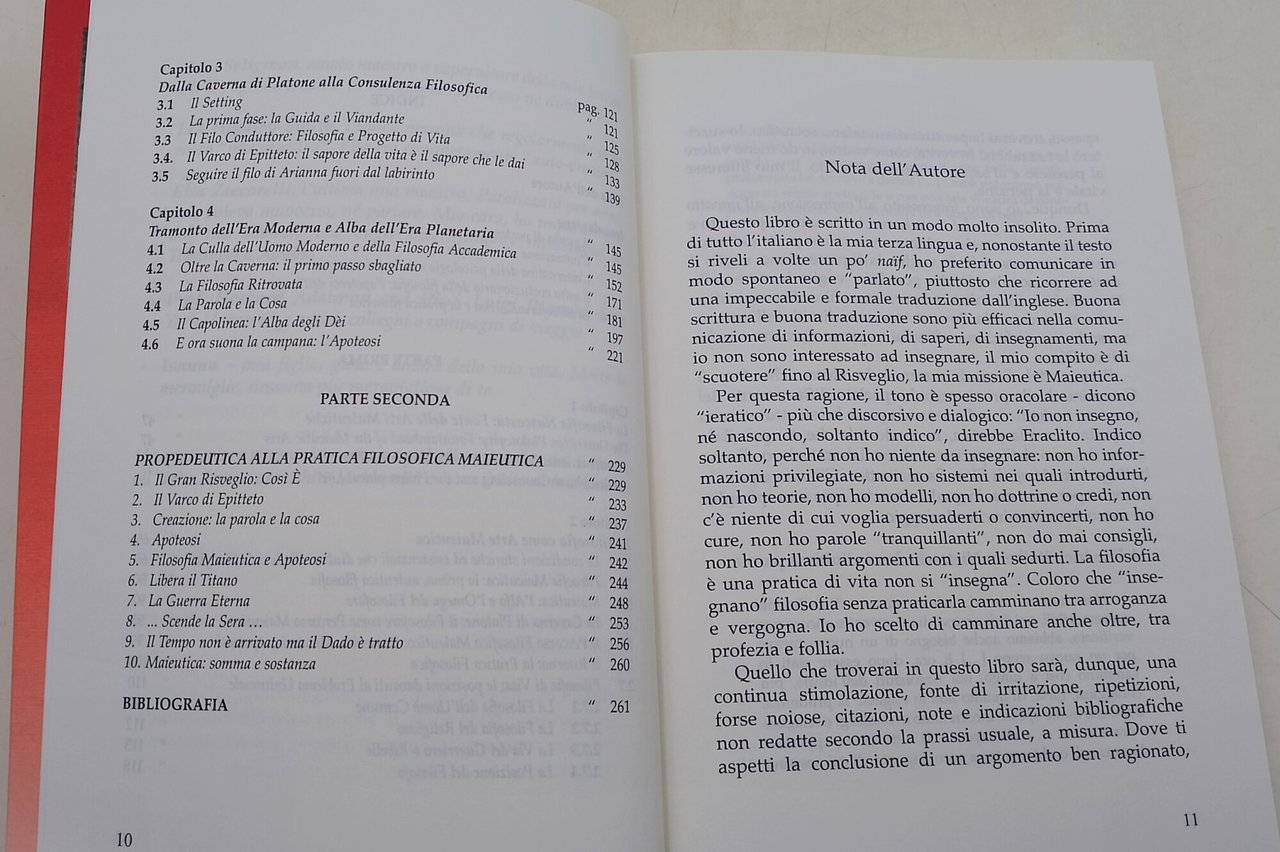 Capitolo 3
Dalla Caverna di Platone alla Consulenza Filosofica pag. 121
3.1 Il Setting " 121
3.2 La prima fase: la Guida e il Viandante " 125
3.3 Il Filo Conduttore: Filosofia e Progetto di Vita " 128
3.4. Il Varco di Epitteto: il sapore della vita è il sapore che le dai " 133
3.5 Seguire il filo di Arianna fuori dal labirinto " 139
Capitolo 4
Tramonto dell'Era Moderna e Alba dell'Era Planetaria " 145
4.1 La Culla dell'Uomo Moderno e della Filosofia Accademica " 145
4.2 Oltre la Caverna: il primo passo sbagliato " 152
4.3 La Filosofia Ritrovata " 171
4.4 La Parola e la Cosa " 181
4.5 Il Capolinea: l'Alba degli Dèi " 197
4.6 E ora suona la campana: l'Apoteosi " 221
PARTE SECONDA
PROPEDEUTICA ALLA PRATICA FILOSOFICA MAIEUTICA " 229
1. Il Gran Risveglio: Così È " 229
2. Il Varco di Epitteto " 233
3. Creazione: la parola e la cosa " 237
4. Apoteosi " 241
5. Filosofia Maieutica e Apoteosi " 242
6. Libera il Titano " 244
7. La Guerra Eterna " 248
8. ... Scende la Sera ... " 253
9. Il Tempo non è arrivato ma il Dado è tratto " 256
10. Maieutica: somma e sostanza " 260
BIBLIOGRAFIA " 261
10
Nota dell'Autore
Questo libro è scritto in un modo molto insolito. Prima
di tutto l'italiano è la mia terza lingua e, nonostante il testo
si riveli a volte un po' naïf, ho preferito comunicare in
modo spontaneo e “parlato”, piuttosto che ricorrere ad
una impeccabile e formale traduzione dall'inglese. Buona
scrittura e buona traduzione sono più efficaci nella comu-
nicazione di informazioni, di saperi, di insegnamenti, ma
io non sono interessato ad insegnare, il mio compito è di
“scuotere” fino al Risveglio, la mia missione è Maieutica.
Per questa ragione, il tono è spesso oracolare - dicono
“ieratico” - più che discorsivo e dialogico: “Io non insegno,
né nascondo, soltanto indico”, direbbe Eraclito. Indico
soltanto, perché non ho niente da insegnare: non ho infor-
mazioni privilegiate, non ho sistemi nei quali introdurti,
non ho teorie, non ho modelli, non ho dottrine o credi, non
c'è niente di cui voglia persuaderti o convincerti, non ho
cure, non ho parole “tranquillanti”, non do mai consigli,
non ho brillanti argomenti con i quali sedurti. La filosofia
è una pratica di vita non si “insegna”. Coloro che “inse-
gnano” filosofia senza praticarla camminano tra arroganza
e vergogna. Io ho scelto di camminare anche oltre, tra
profezia e follia.
Quello che troverai in questo libro sarà, dunque, una
continua stimolazione, fonte di irritazione, ripetizioni,
forse noiose, citazioni, note e indicazioni bibliografiche
non redatte secondo la prassi usuale, a misura. Dove ti
aspetti la conclusione di un argomento ben ragionato,
11